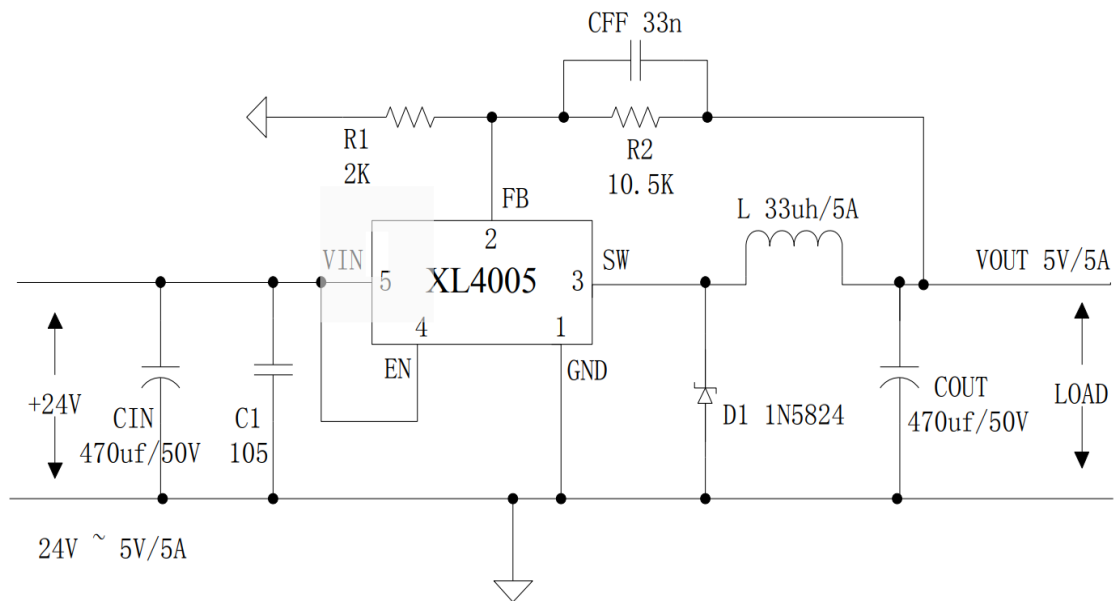 CFF 33n
R1
2K
R2
10.5K
FB
L 33uh/5A
VIN
2
SW
VOUT 5V/5A
5
XL4005
3
4
1
EN
GND
+24V
CIN
470uf/50V
C1
105
D1 1N5824
COUT
470uf/50V
LOAD
24V ~ 5V/5A